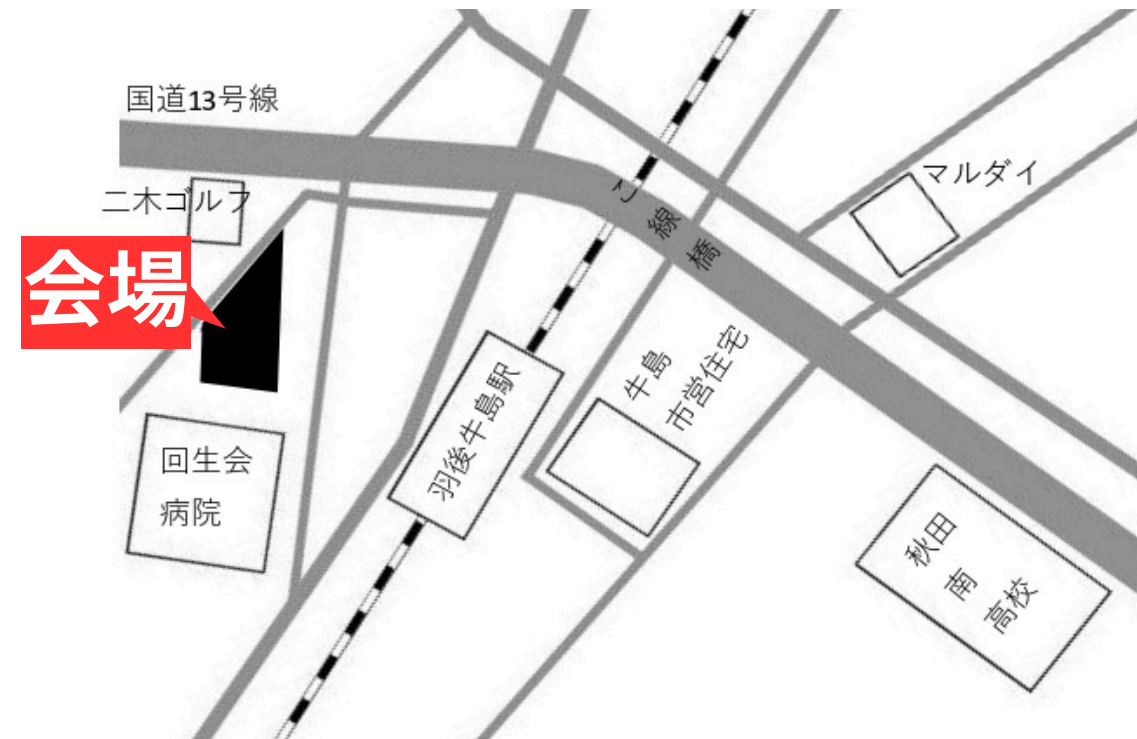 国道13号線
二木ゴルフ
会場
回生会
病院
こ線橋
マルダイ
羽後牛島駅
牛島
市営住宅
秋田
南
高校